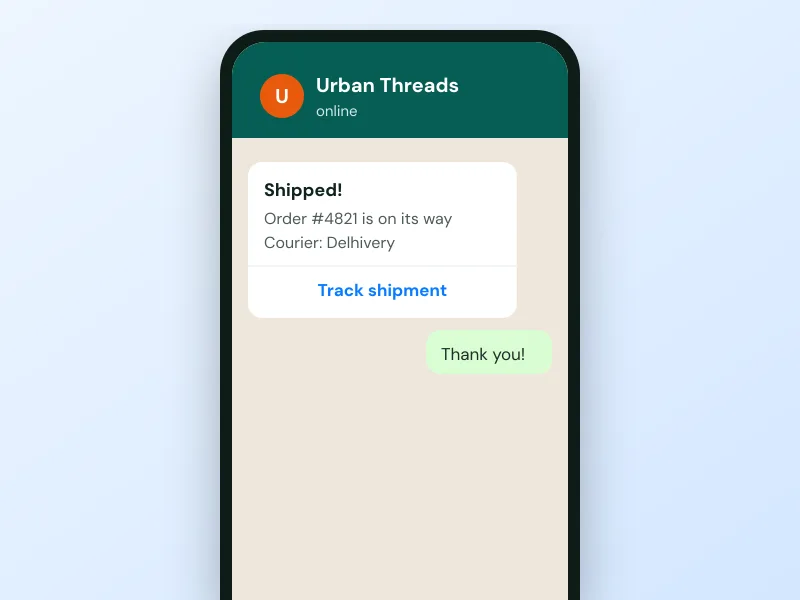 U
Urban Threads
online
Shipped!
Order #4821 is on its way
Courier: Delhivery
Track shipment
Thank you!